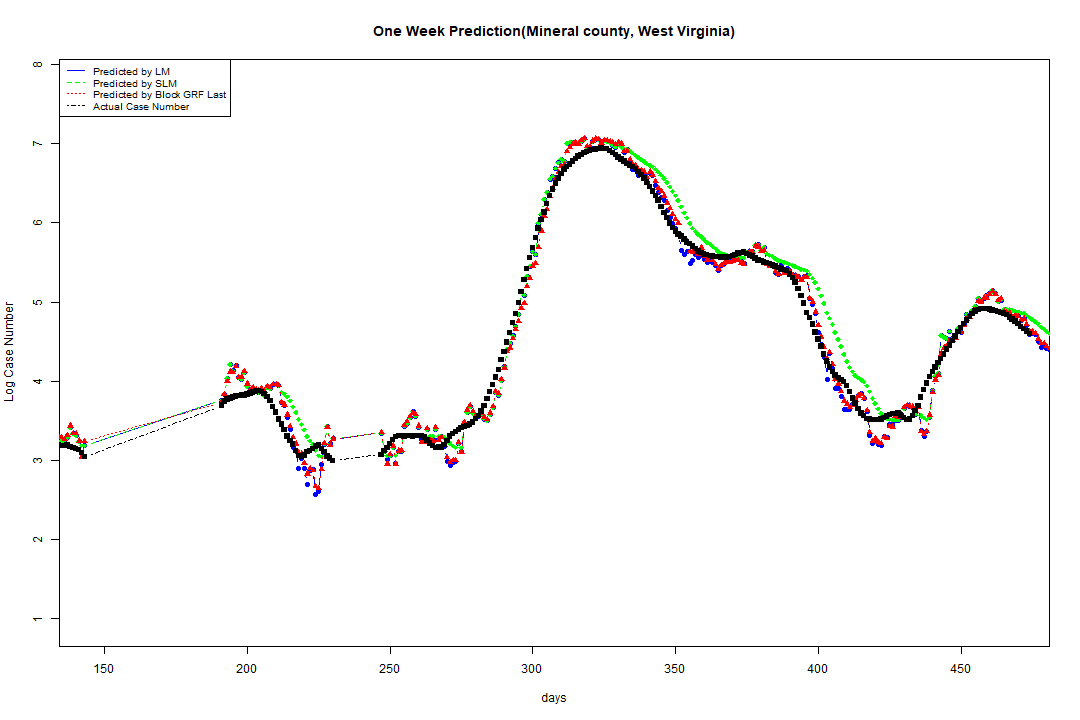 One Week Prediction(Mineral county, West Virginia)
Predicted by LM
Predicted by SLM
Predicted by Block GRF Last
Actual Case Number
8
7
6
5
4
3
2
1
Log Case Number
150 200 250 300 350 400 450
days